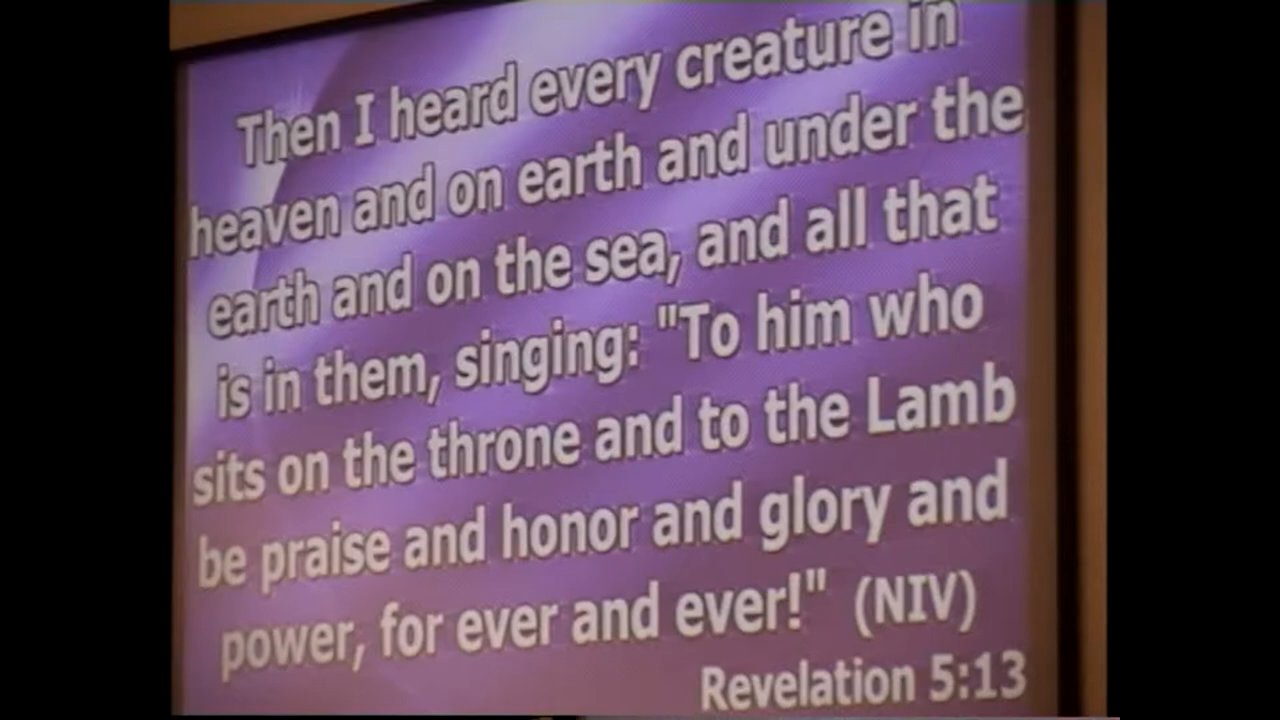 Then I heard every creature in
heaven and on earth and under the
earth and on the sea, and all that
is in them, singing: "To him who
sits on the throne and to the Lamb
be praise and honor and glory and
power, for ever and ever!" (NIV)
Revelation 5:13